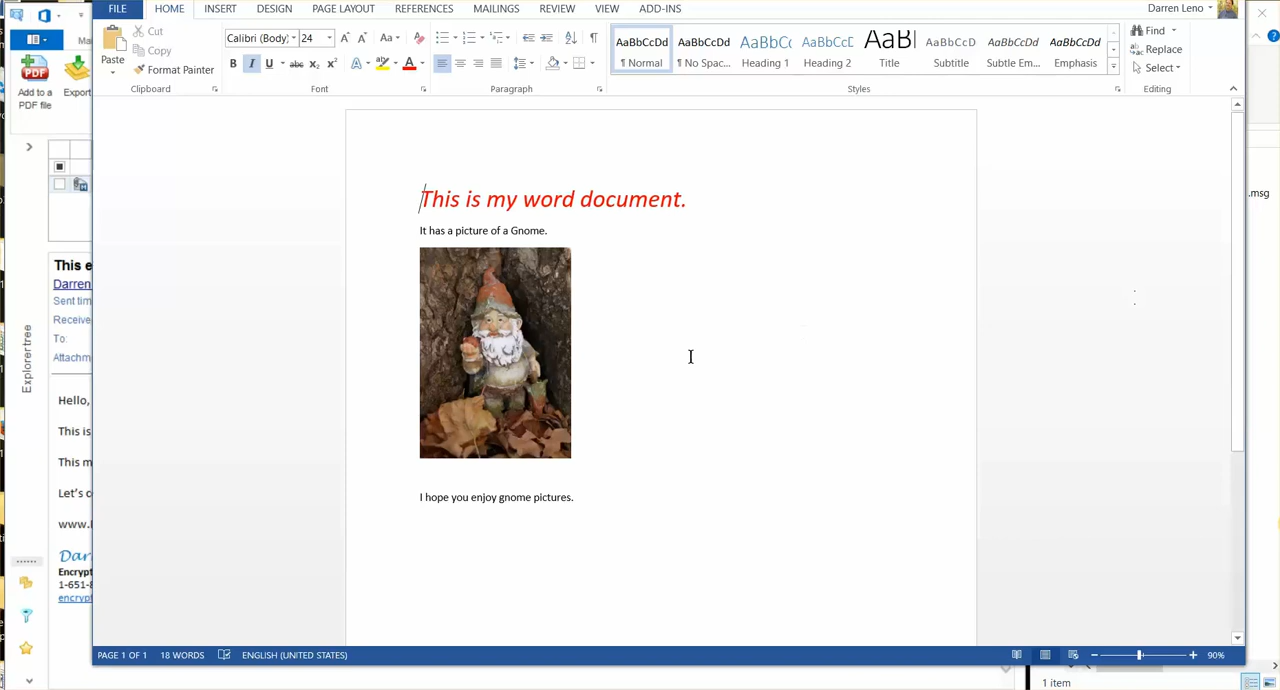 FILE HOME INSERT DESIGN PAGE LAYOUT REFERENCES MAILINGS REVIEW VIEW ADD-INS Darren Leno
Cut
Copy
Paste
Format Painter
Clipboard
Calibri (Body) 24
Font
Paragraph
AaBbCcDd AaBbCcDd AaBbCc AaBbCcE AaB AaBbCcD AaBbCcDd AaBbCcDd
¶ Normal ¶ No Spac... Heading 1 Heading 2 Title Subtitle Subtle Em... Emphasis
Styles
Find
Replace
Select
Editing
Add to a
PDF file
Export
.msg
This is my word document.
It has a picture of a Gnome.
I hope you enjoy gnome pictures.
Explorer tree
This e
Darren
Sent tim
Receive
To:
Attachm
Hello,
This is
This m
Let's c
www.
Dar
Encrypt
1-651-8
encrypt
PAGE 1 OF 1 18 WORDS ENGLISH (UNITED STATES) 90%
1 item